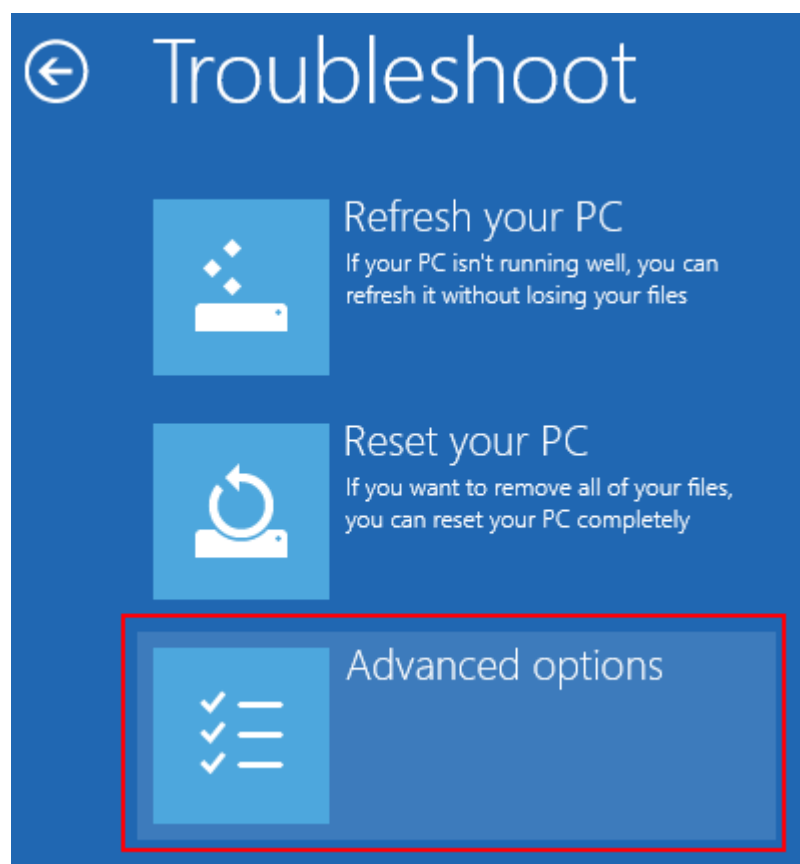 Troubleshoot
Refresh your PC
If your PC isn't running well, you can
refresh it without losing your files
Reset your PC
If you want to remove all of your files,
you can reset your PC completely
Advanced options